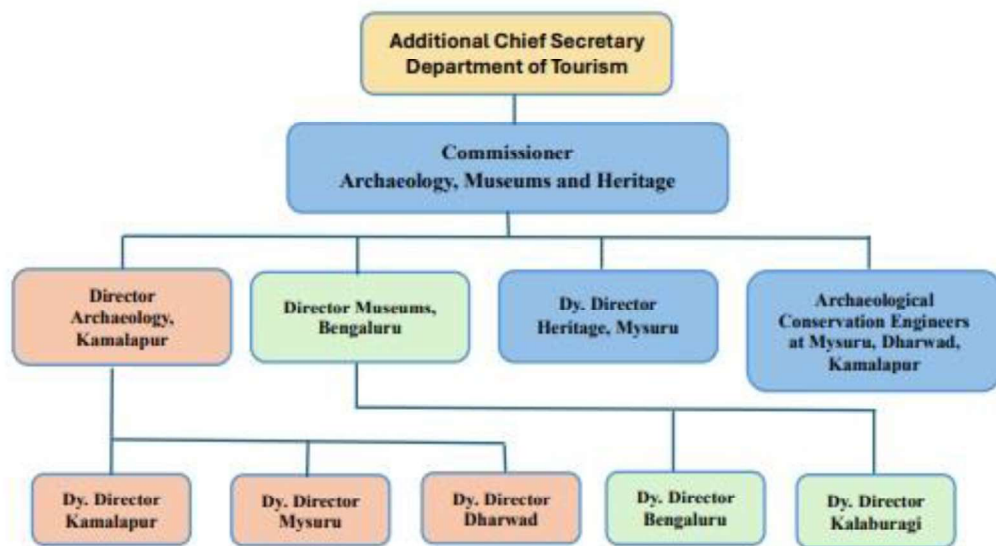 Additional Chief Secretary
Department of Tourism
Commissioner
Archaeology, Museums and Heritage
Director
Archaeology,
Kamalapur
Director Museums,
Bengaluru
Dy. Director
Heritage, Mysuru
Archaeological
Conservation Engineers
at Mysuru, Dharwad,
Kamalapur
Dy. Director
Kamalapur
Dy. Director
Mysuru
Dy. Director
Dharwad
Dy. Director
Bengaluru
Dy. Director
Kalaburagi